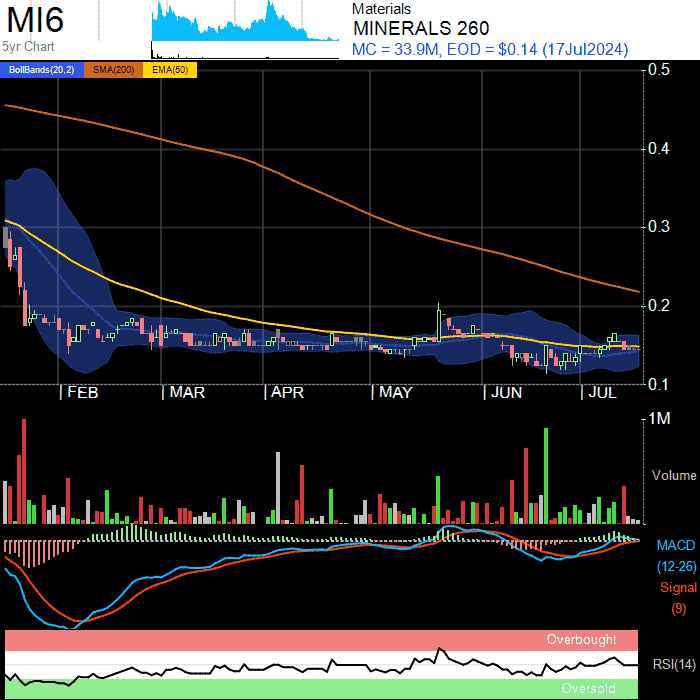 MI6
5yr Chart
Materials
MINERALS 260
MC = 33.9M, EOD = $0.14 (17Jul2024)
BollBands(20,2) SMA(200) EMA(50)
0.5
0.4
0.3
0.2
0.1
FEB MAR APR MAY JUN JUL
1M
Volume
MACD
(12-26)
Signal
(9)
Overbought
RSI(14)
Oversold